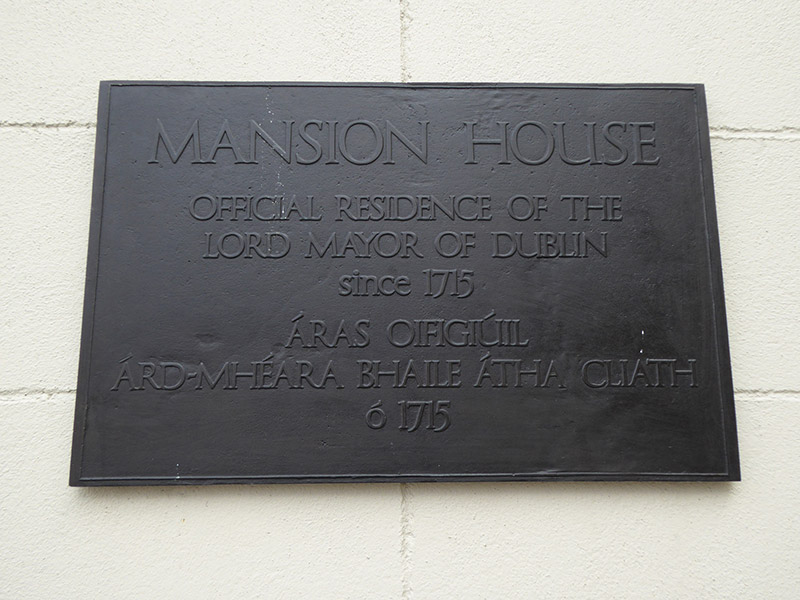 MANSION HOUSE
OFFICIAL RESIDENCE OF THE
LORD MAYOR OF DUBLIN
since 1715
ÁRAS OIFIGIÚIL
ÁRD-MHÉARA BHAILE ÁTHA CLIATH
ó 1715